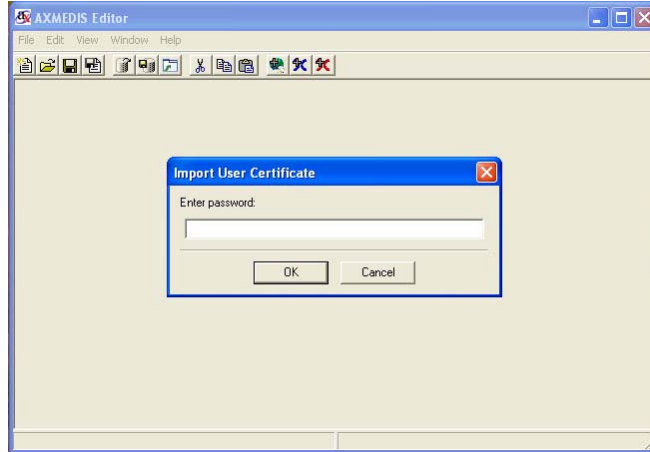 AXMEDIS Editor
File Edit View Window Help
Import User Certificate
Enter password:
OK Cancel